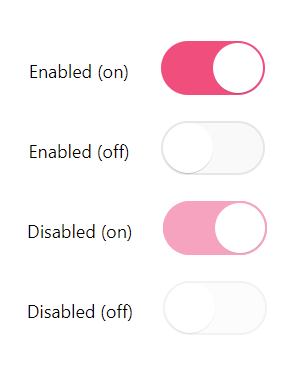 Enabled (on)
Enabled (off)
Disabled (on)
Disabled (off)